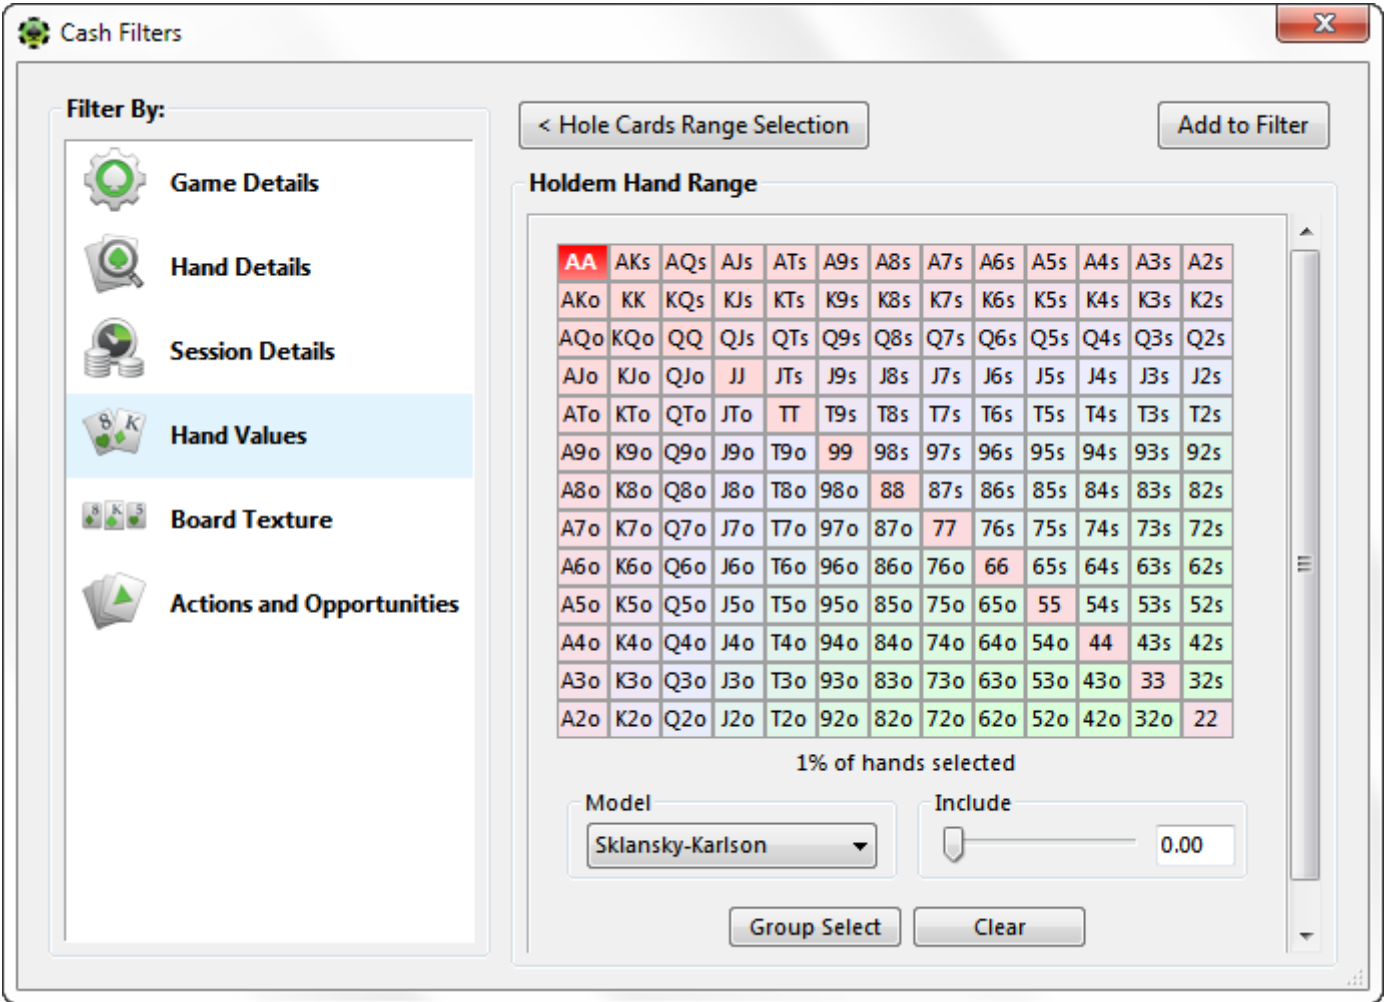 Cash Filters
Filter By:
Game Details
Hand Details
Session Details
8 K
Hand Values
8 K 5
Board Texture
Actions and Opportunities
< Hole Cards Range Selection
Add to Filter
Holdem Hand Range
AA AKs AQs AJs ATs A9s A8s A7s A6s A5s A4s A3s A2s
AKo KK KQs KJs KTs K9s K8s K7s K6s K5s K4s K3s K2s
AQo KQo QQ QJs QTs Q9s Q8s Q7s Q6s Q5s Q4s Q3s Q2s
AJo KJo QJo JJ JTs J9s J8s J7s J6s J5s J4s J3s J2s
ATo KTo QTo JTo TT T9s T8s T7s T6s T5s T4s T3s T2s
A9o K9o Q9o J9o T9o 99 98s 97s 96s 95s 94s 93s 92s
A8o K8o Q8o J8o T8o 98o 88 87s 86s 85s 84s 83s 82s
A7o K7o Q7o J7o T7o 97o 87o 77 76s 75s 74s 73s 72s
A6o K6o Q6o J6o T6o 96o 86o 76o 66 65s 64s 63s 62s
A5o K5o Q5o J5o T5o 95o 85o 75o 65o 55 54s 53s 52s
A4o K4o Q4o J4o T4o 94o 84o 74o 64o 54o 44 43s 42s
A3o K3o Q3o J3o T3o 93o 83o 73o 63o 53o 43o 33 32s
A2o K2o Q2o J2o T2o 92o 82o 72o 62o 52o 42o 32o 22
1% of hands selected
Model
Sklansky-Karlson
Include
0.00
Group Select
Clear